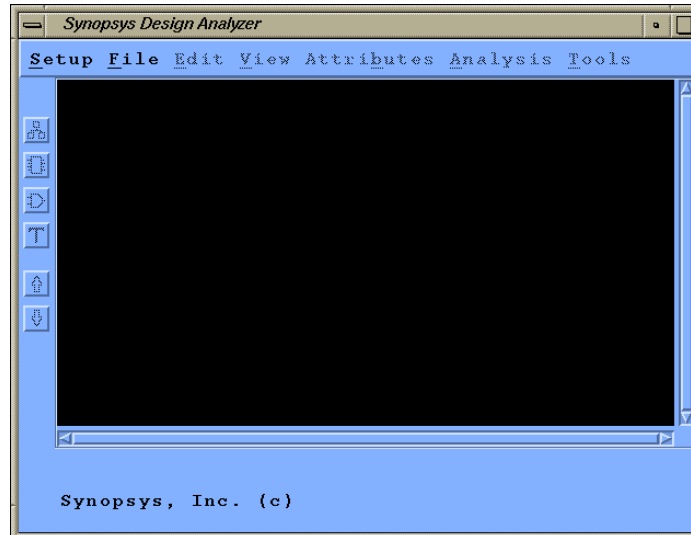 Synopsys Design Analyzer
Setup File Edit View Attributes Analysis Tools
T
Synopsys, Inc. (c)